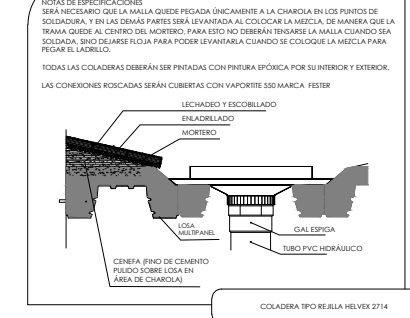 NOTAS DE ESPECIFICACIONES
SERÁ NECESARIO QUE LA MALLA QUEDE PEGADA ÚNICAMENTE A LA CHAROLA EN LOS PUNTOS DE
SOLDADURA, Y EN LAS DEMÁS PARTES SERÁ LEVANTADA AL COLOCAR LA MEZCLA, DE MANERA QUE LA
TRAMA QUEDE AL CENTRO DEL MORTERO, PARA ESTO NO DEBERÁN TENSARSE LA MALLA CUANDO SEA
SOLDADA, SINO DEJARSE FLOJA PARA PODER LEVANTARLA CUANDO SE COLOQUE LA MEZCLA PARA
PEGAR EL LADRILLO.
TODAS LAS COLADERAS DEBERÁN SER PINTADAS CON PINTURA EPÓXICA POR SU INTERIOR Y EXTERIOR.
LAS CONEXIONES ROSCADAS SERÁN CUBIERTAS CON VAPORTITE 550 MARCA FESTER
LECHADEO Y ESCOBILLADO
ENLADRILLADO
MORTERO
LOSA
MULTIPANEL
GAL ESPIGA
TUBO PVC HIDRÁULICO
CENEFA (FINO DE CEMENTO
PULIDO SOBRE LOSA EN
ÁREA DE CHAROLA)
COLADERA TIPO REJILLA HELVEX 2714